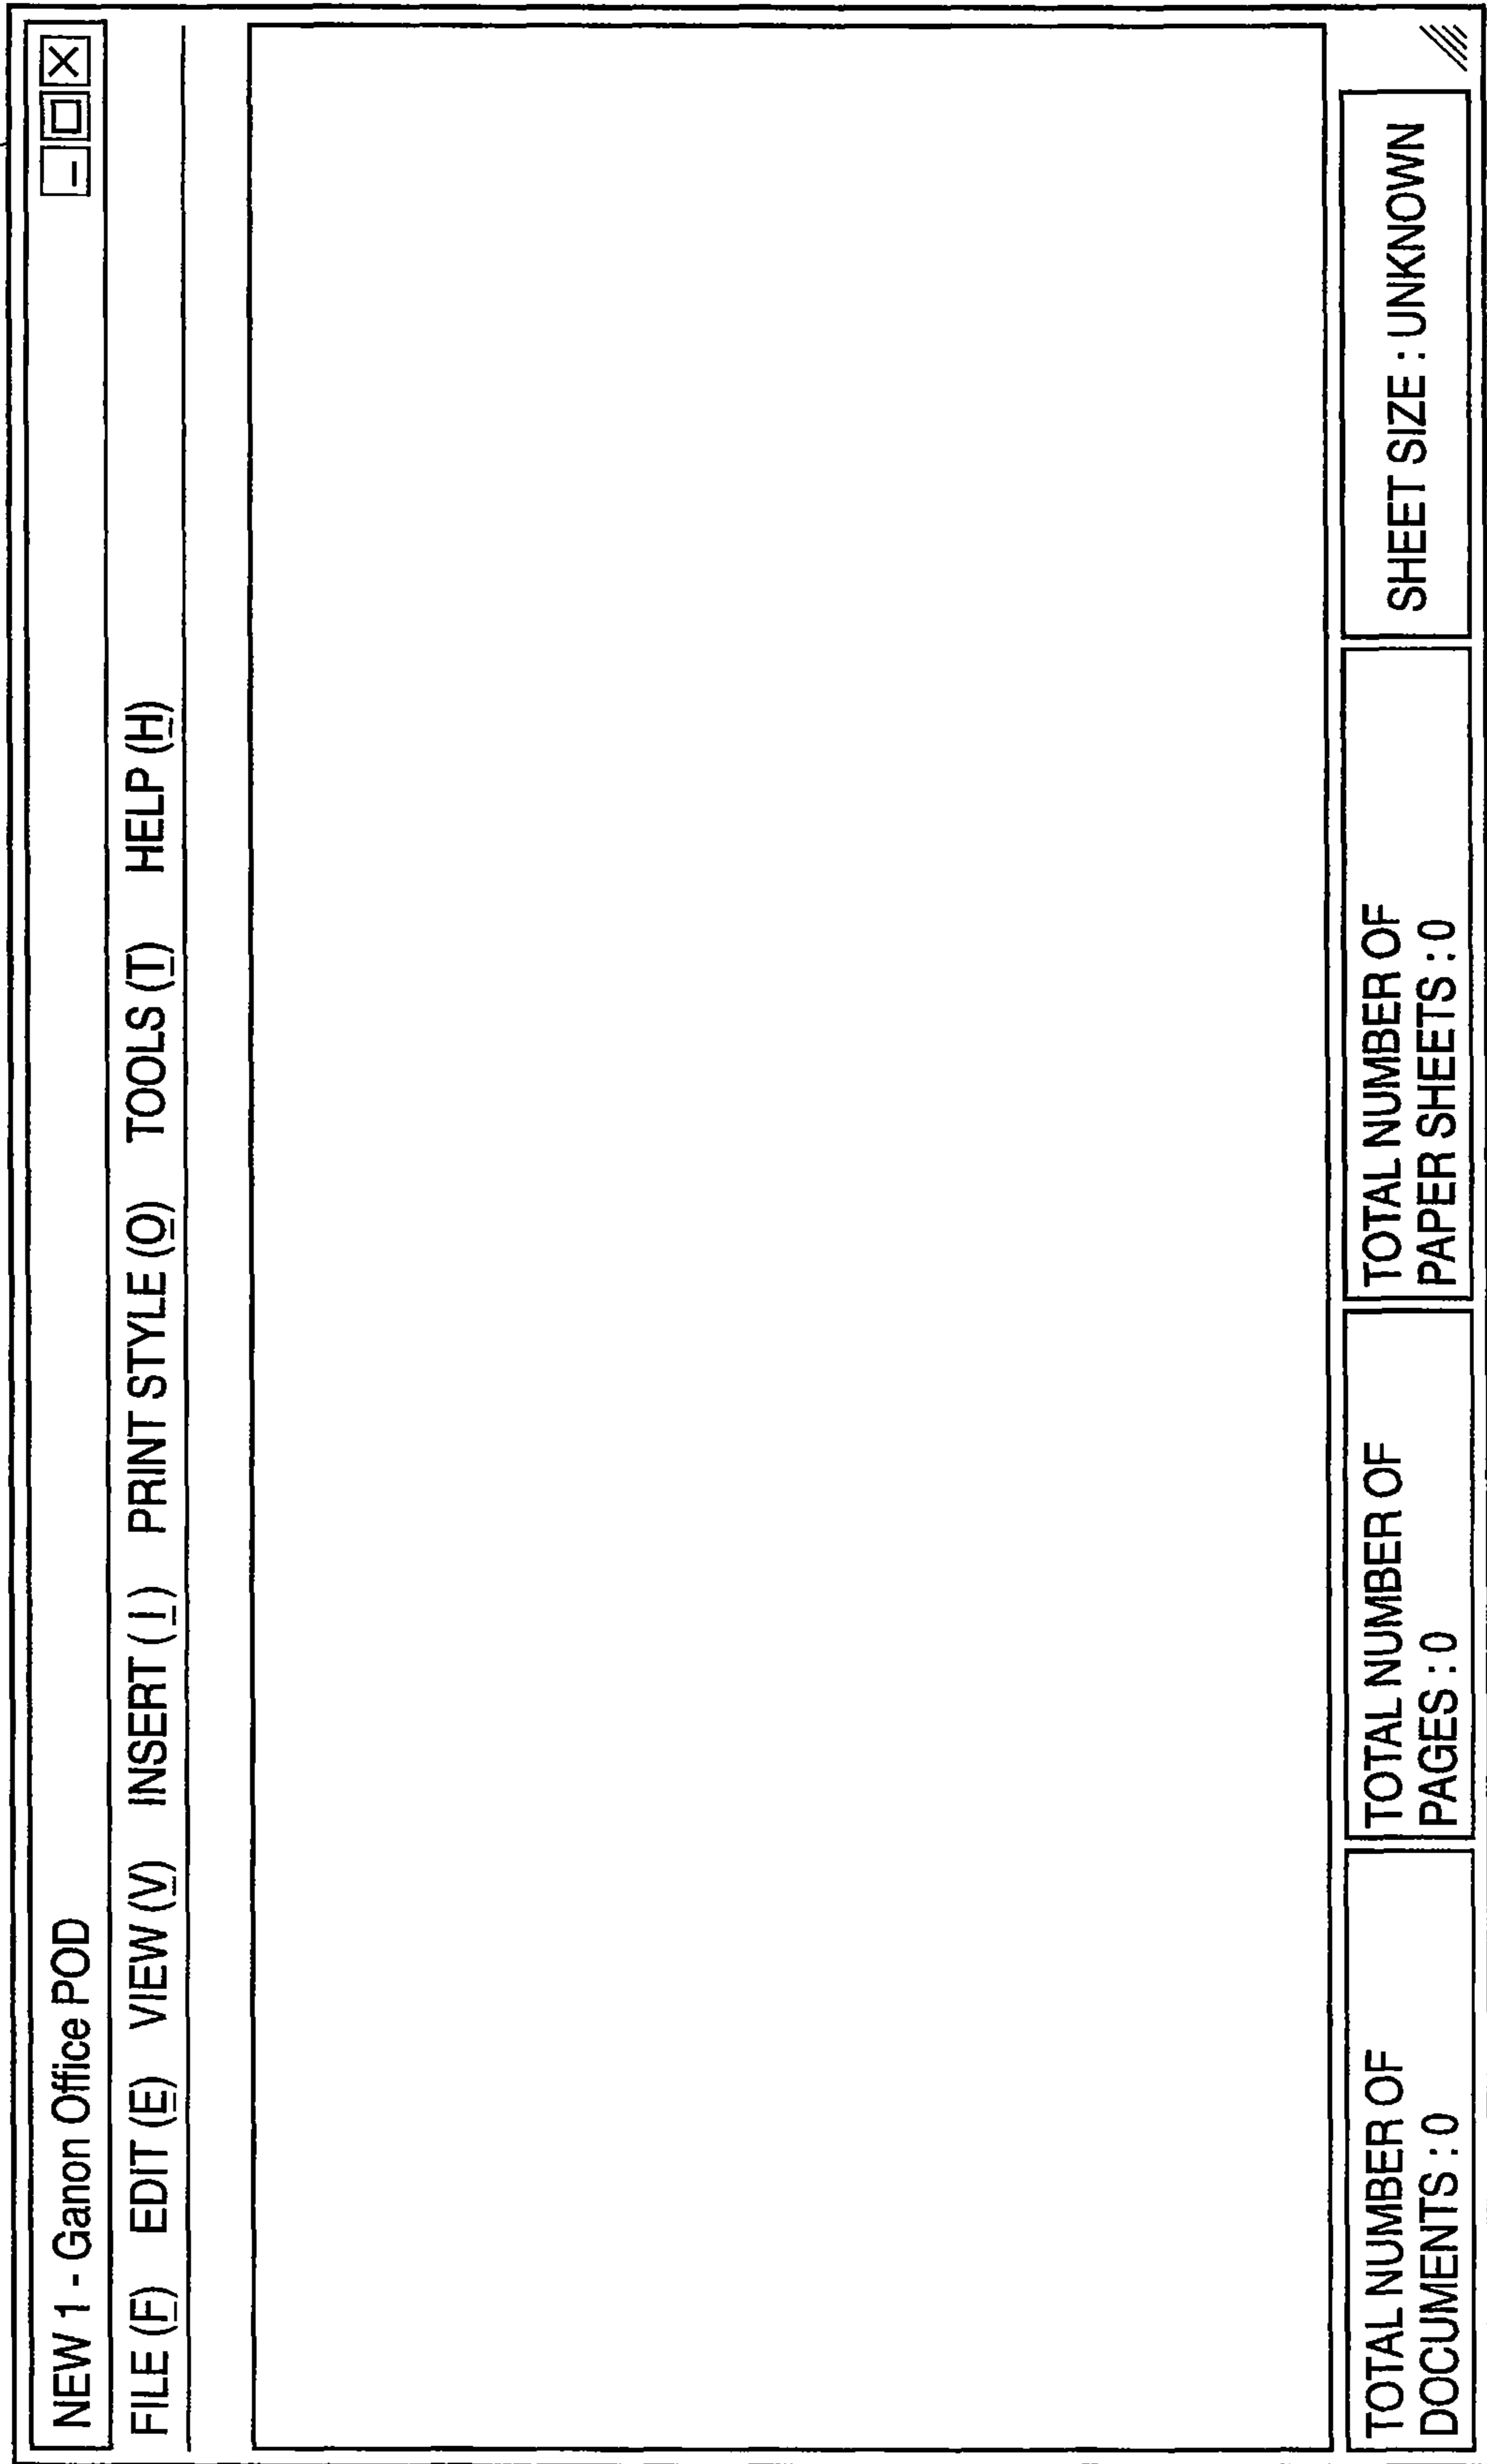 NEW 1 - Ganon Office POD
FILE (F) EDIT (E) VIEW (V) INSERT ( I ) PRINT STYLE (O) TOOLS (T) HELP (H)
TOTAL NUMBER OF
DOCUMENTS : 0
TOTAL NUMBER OF
PAGES : 0
TOTAL NUMBER OF
PAPER SHEETS : 0
SHEET SIZE : UNKNOWN